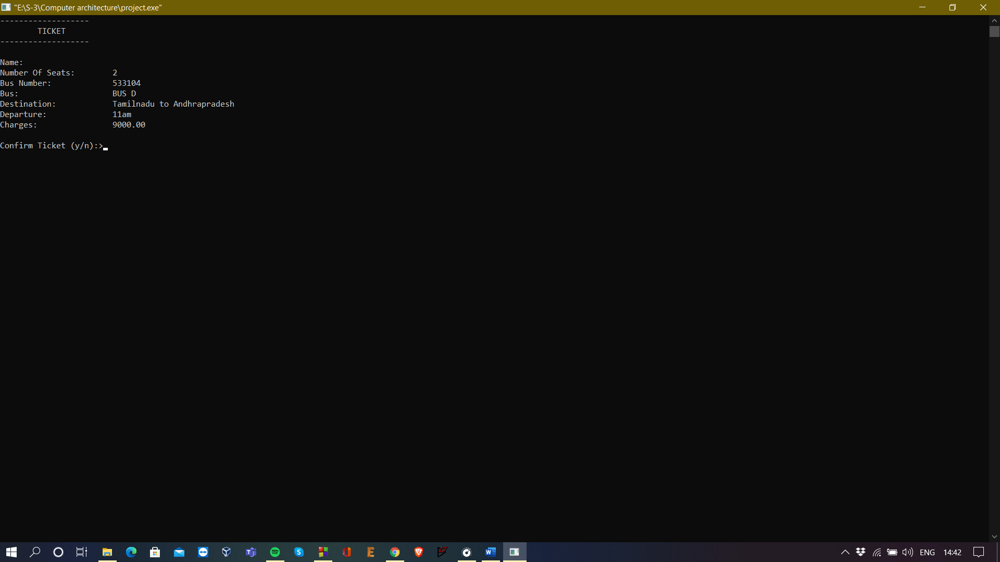 "E:\S-3\Computer architecture\project.exe"
-------------------
TICKET
-------------------
Name:
Number Of Seats: 2
Bus Number: 533104
Bus: BUS D
Destination: Tamilnadu to Andhrapradesh
Departure: 11am
Charges: 9000.00
Confirm Ticket (y/n):>
ENG 14:42